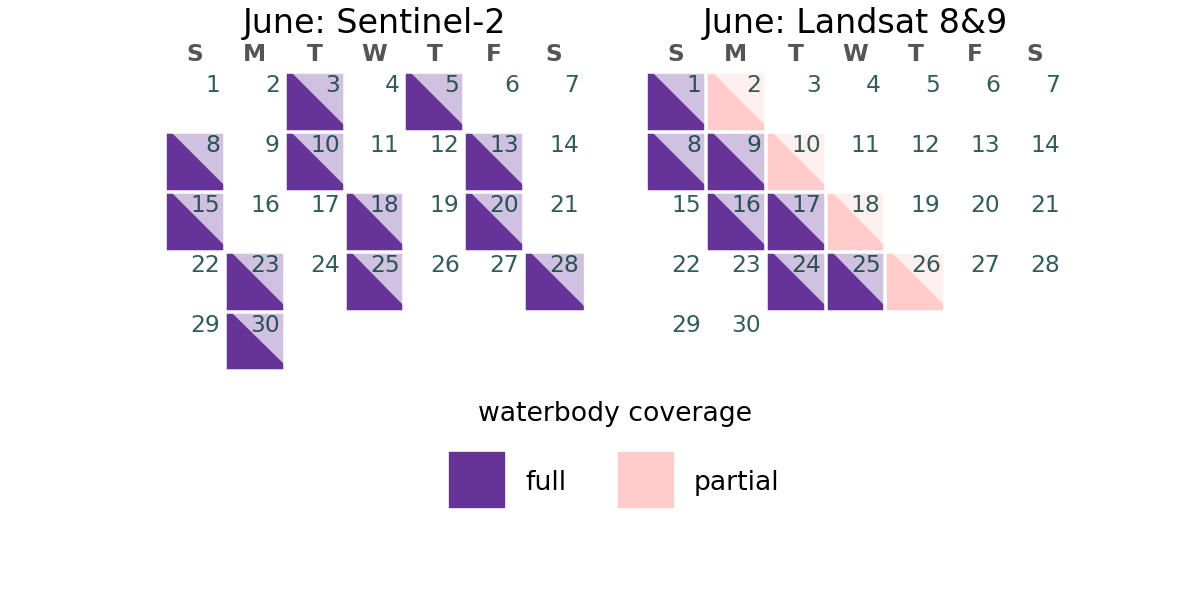 June: Sentinel-2
S M T W T F S
1 2 3 4 5 6 7
8 9 10 11 12 13 14
15 16 17 18 19 20 21
22 23 24 25 26 27 28
29 30
June: Landsat 8&9
S M T W T F S
1 2 3 4 5 6 7
8 9 10 11 12 13 14
15 16 17 18 19 20 21
22 23 24 25 26 27 28
29 30
waterbody coverage
full partial